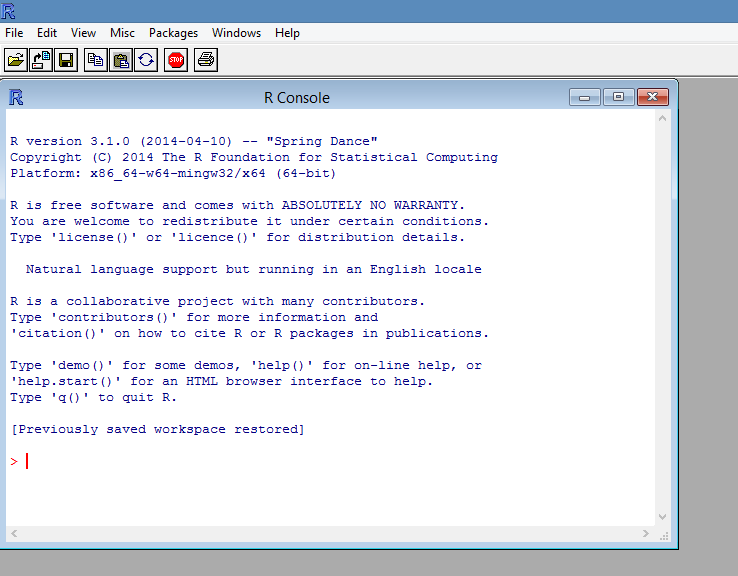 R
File Edit View Misc Packages Windows Help
STOP
R R Console
R version 3.1.0 (2014-04-10) -- "Spring Dance"
Copyright (C) 2014 The R Foundation for Statistical Computing
Platform: x86_64-w64-mingw32/x64 (64-bit)
R is free software and comes with ABSOLUTELY NO WARRANTY.
You are welcome to redistribute it under certain conditions.
Type 'license()' or 'licence()' for distribution details.
Natural language support but running in an English locale
R is a collaborative project with many contributors.
Type 'contributors()' for more information and
'citation()' on how to cite R or R packages in publications.
Type 'demo()' for some demos, 'help()' for on-line help, or
'help.start()' for an HTML browser interface to help.
Type 'q()' to quit R.
[Previously saved workspace restored]
>